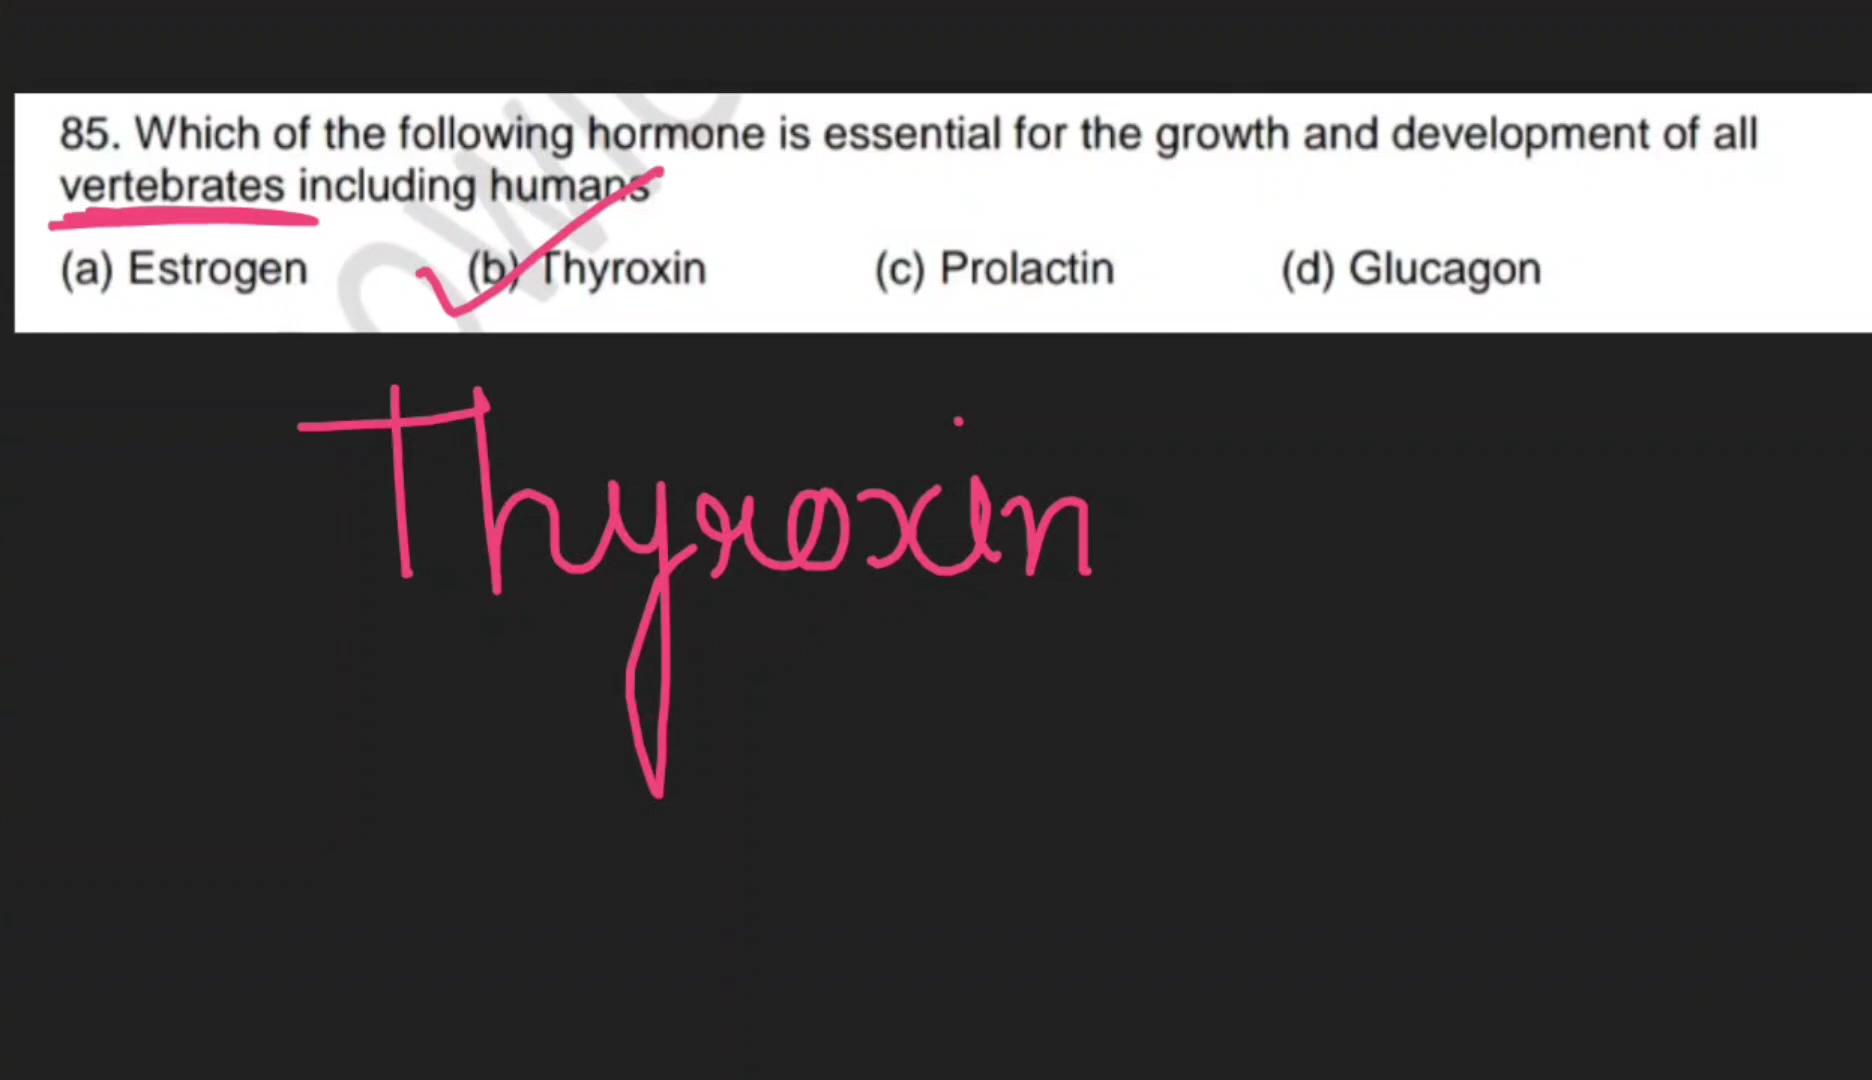 85. Which of the following hormone is essential for the growth and development of all
vertebrates including humans
(a) Estrogen (b) Thyroxin (c) Prolactin (d) Glucagon
Thyroxin